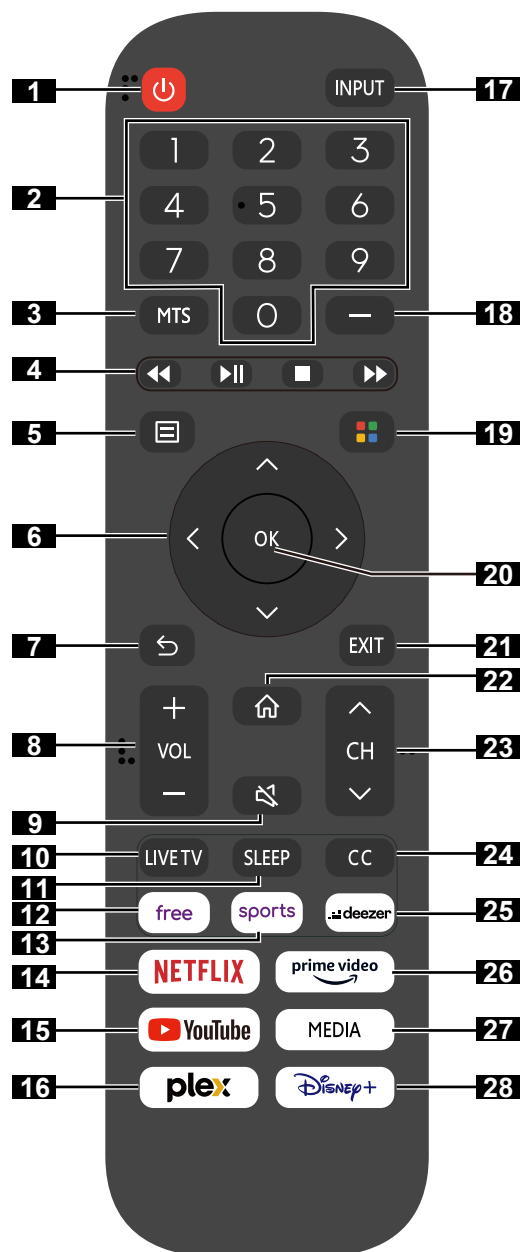 1 INPUT 17
1 2 3
2 4 5 6
7 8 9
3 MTS 0 18
4
5 19
6 OK 20
7 EXIT 21
22
8 VOL CH 23
9
10 LIVE TV SLEEP CC 24
11
12 free sports deezer 25
13
14 NETFLIX prime video 26
15 YouTube MEDIA 27
16 plex Disney+ 28